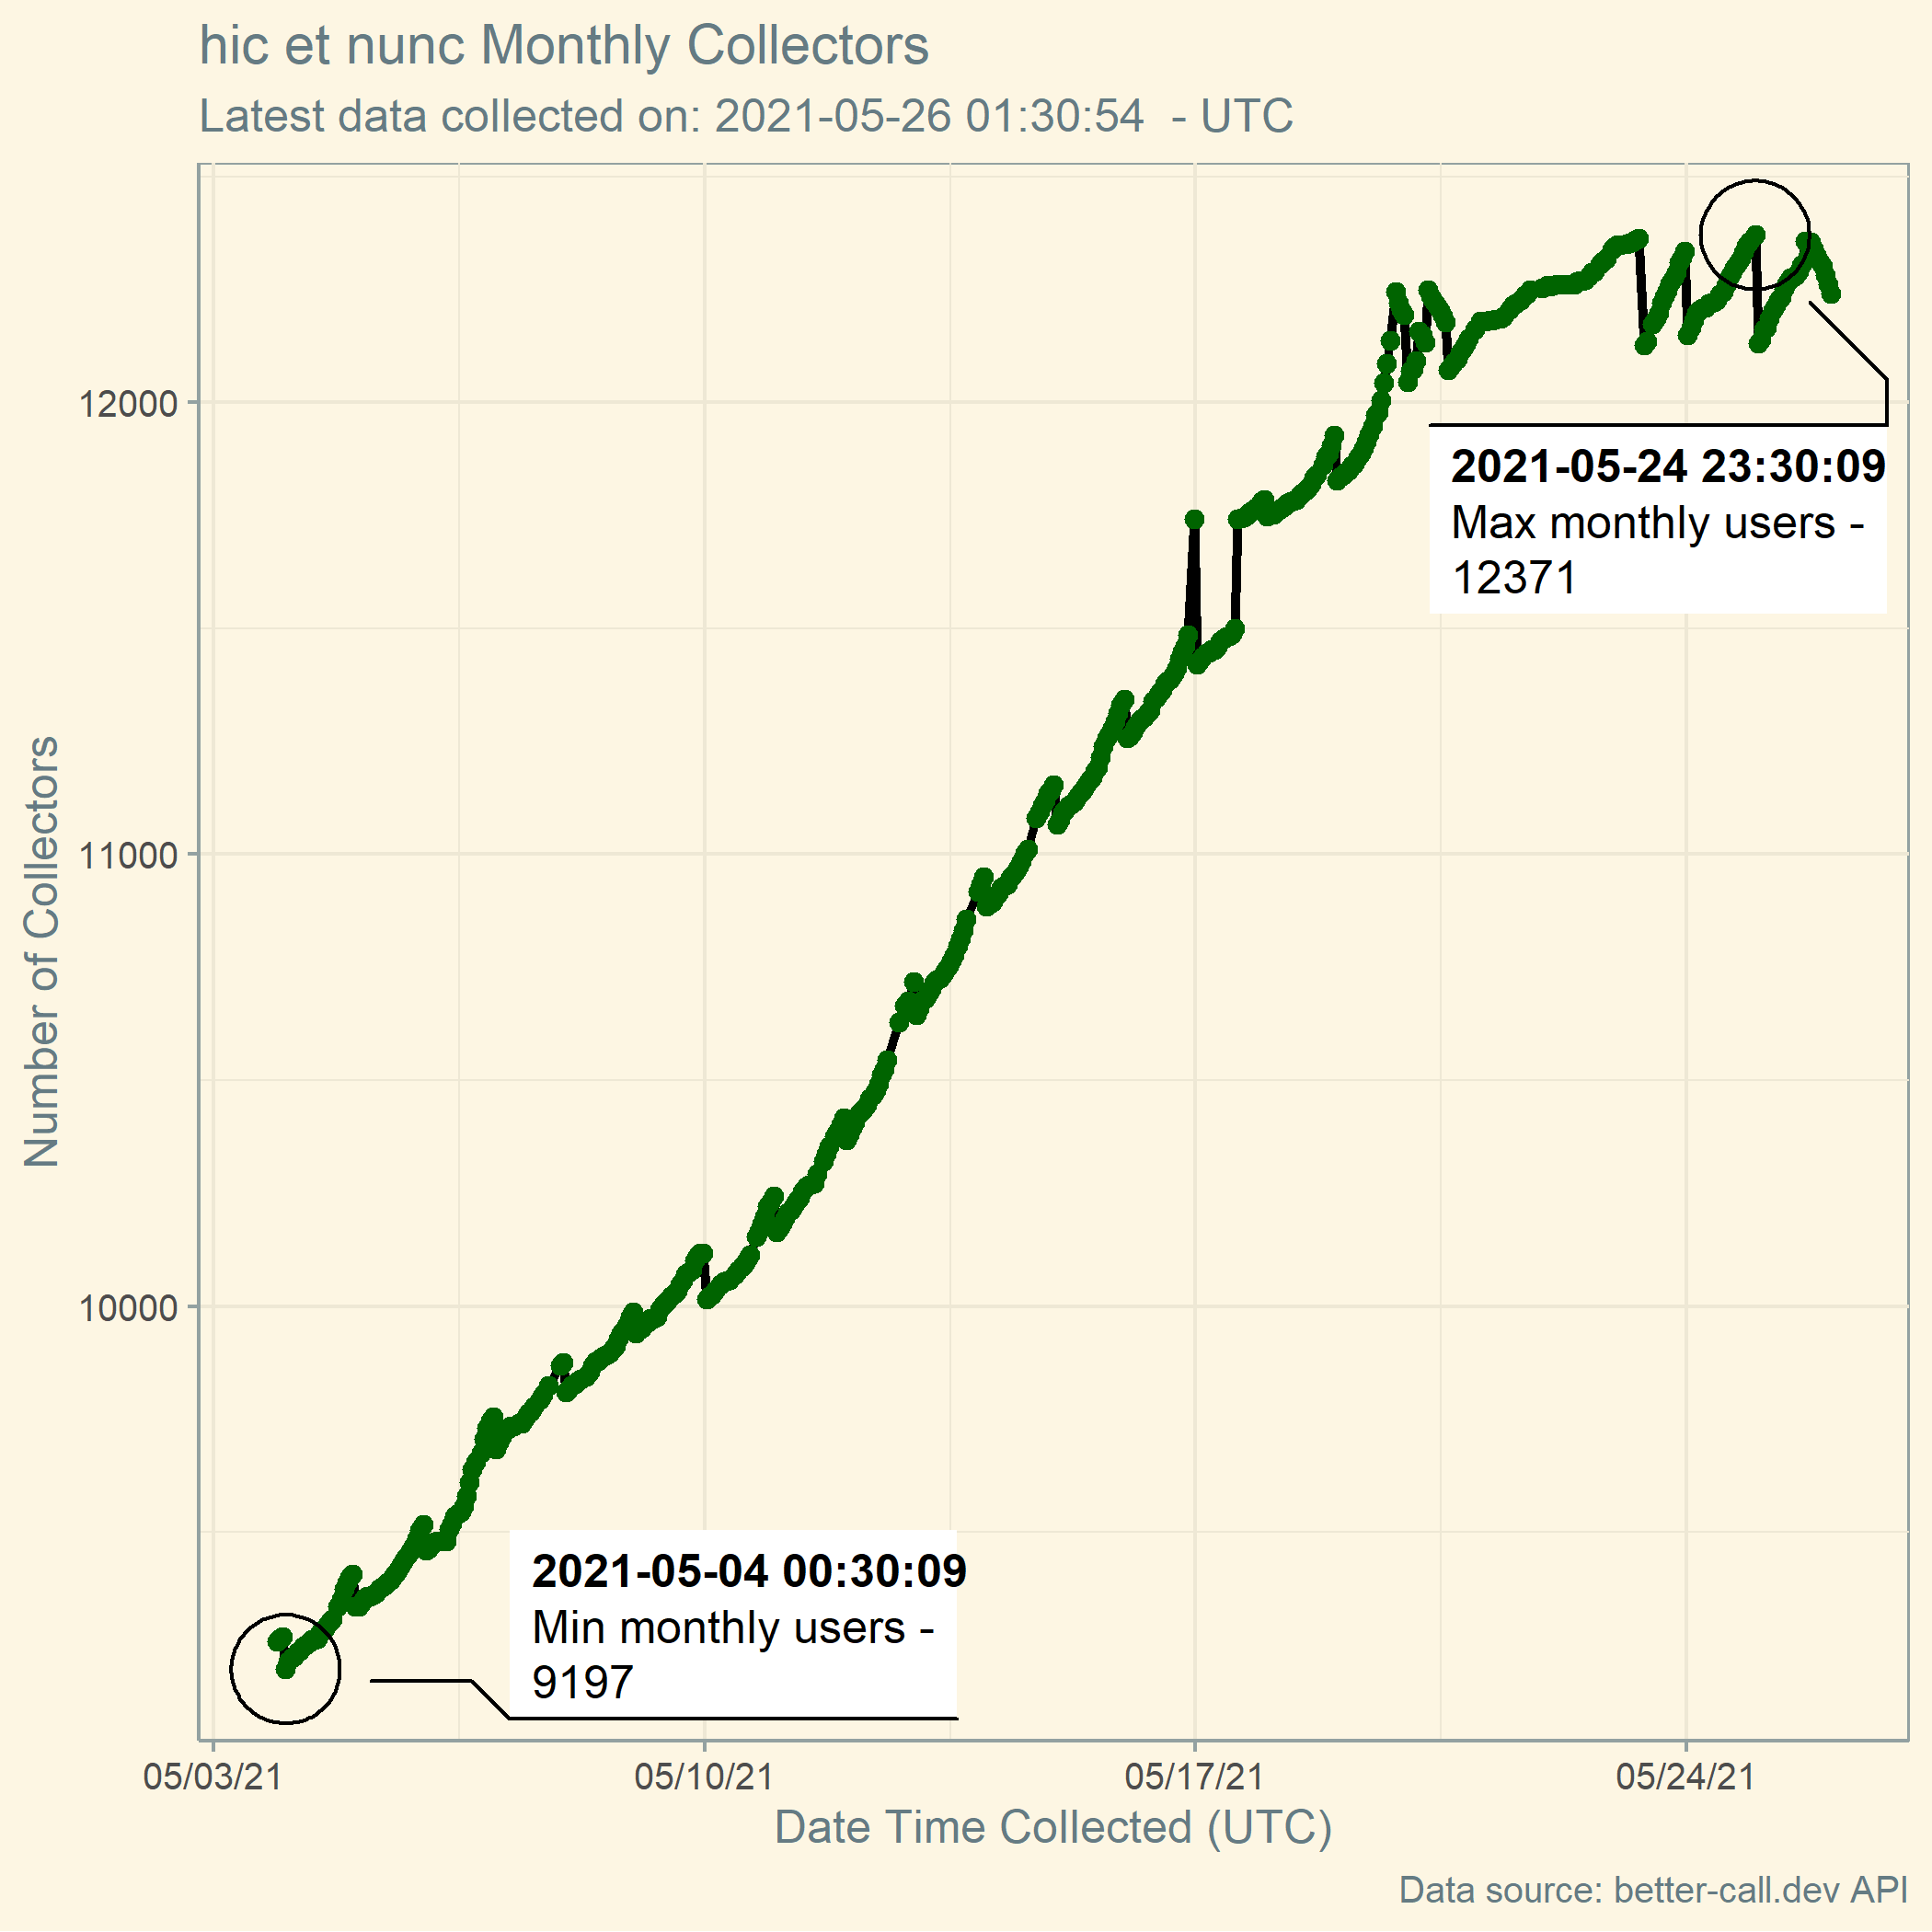 hic et nunc Monthly Collectors
Latest data collected on: 2021-05-26 01:30:54  - UTC
Number of Collectors
12000
11000
10000
2021-05-24 23:30:09
Max monthly users -
12371
2021-05-04 00:30:09
Min monthly users -
9197
05/03/21
05/10/21
05/17/21
05/24/21
Date Time Collected (UTC)
Data source: better-call.dev API